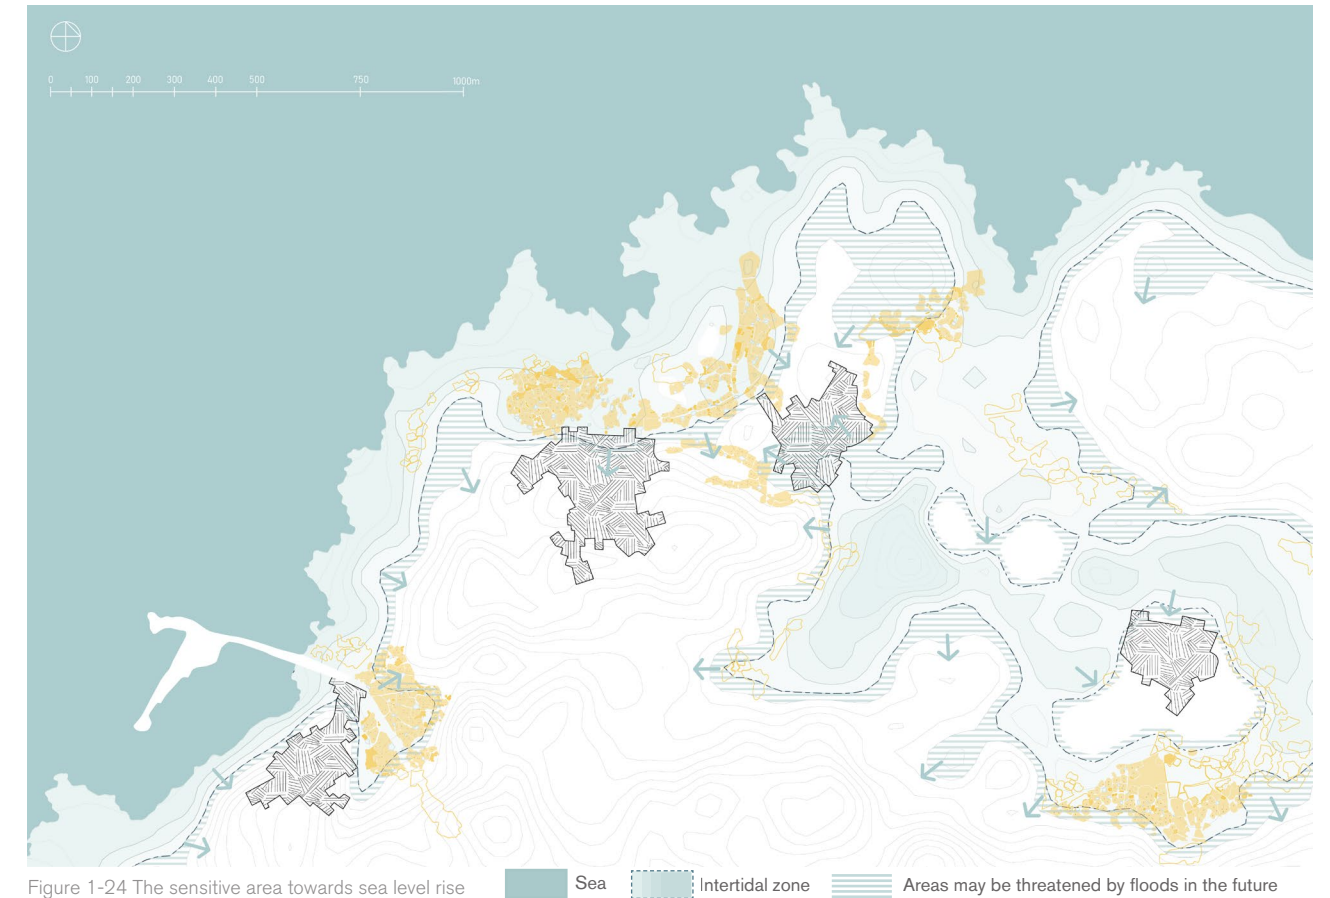 0 100 200 300 400 500 750 1000m
Figure 1-24 The sensitive area towards sea level rise
Sea
Intertidal zone
Areas may be threatened by floods in the future